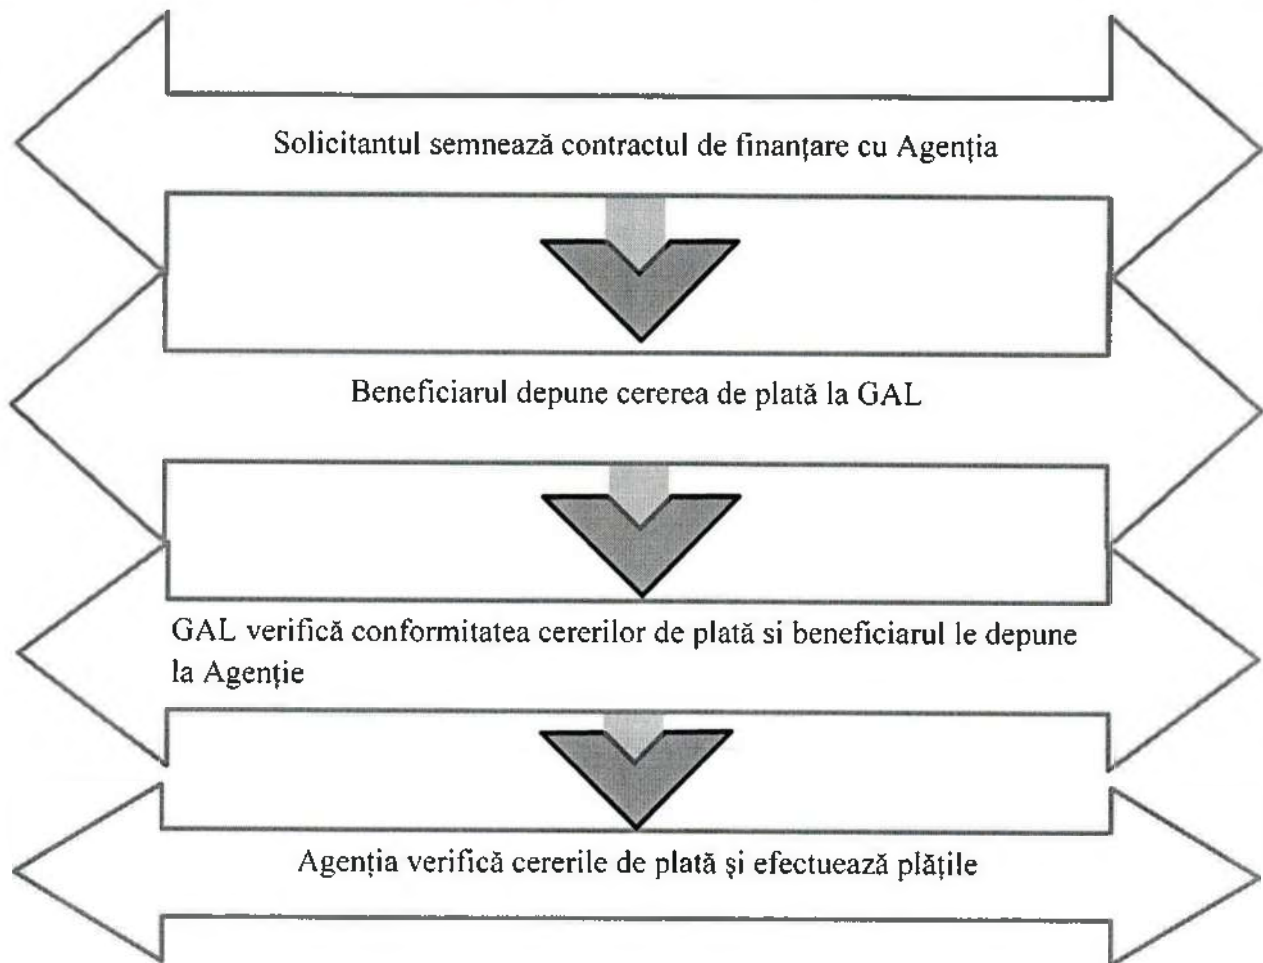 Solicitantul semnează contractul de finanțare cu Agenția
Beneficiarul depune cererea de plată la GAL
GAL verifică conformitatea cererilor de plată si beneficiarul le depune
la Agenție
Agenția verifică cererile de plată și efectuează plățile